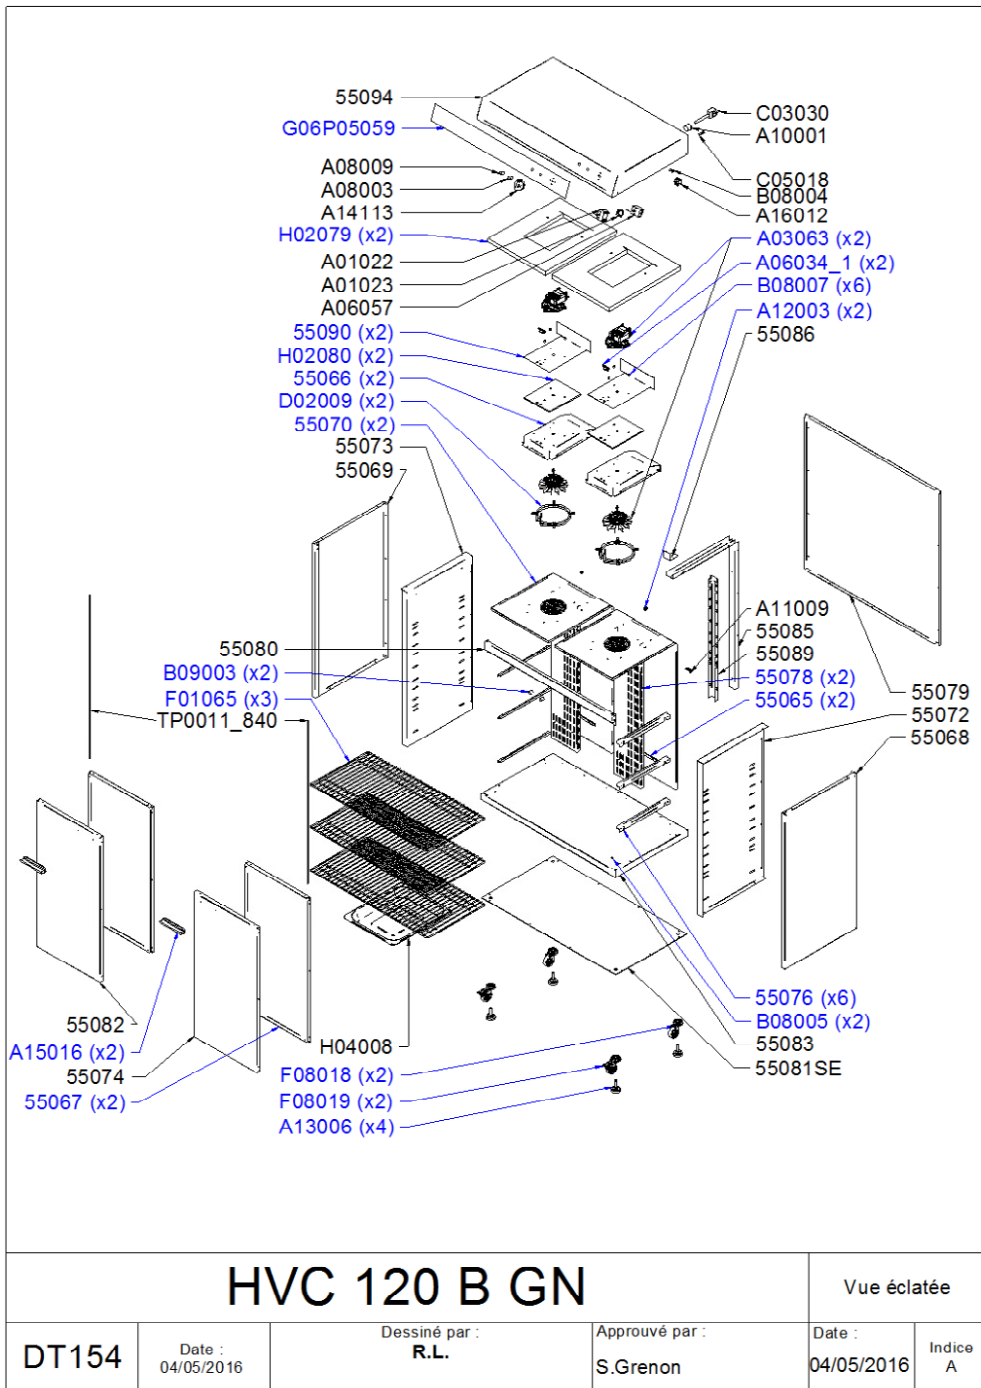 55094
G06P05059
A08009
A08003
A14113
H02079 (x2)
A01022
A01023
A06057
55090 (x2)
H02080 (x2)
55066 (x2)
D02009 (x2)
55070 (x2)
55073
55069
C03030
A10001
C05018
B08004
A16012
A03063 (x2)
A06034_1 (x2)
B08007 (x6)
A12003 (x2)
55086
55080
B09003 (x2)
F01065 (x3)
TP0011_840
A11009
55085
55089
55078 (x2)
55065 (x2)
55079
55072
55068
55082
A15016 (x2)
55074
55067 (x2)
H04008
F08018 (x2)
F08019 (x2)
A13006 (x4)
55076 (x6)
B08005 (x2)
55083
55081SE
HVC 120 B GN
Vue éclatée
DT154
Date :
04/05/2016
Dessiné par :
R.L.
Approuvé par :
S.Grenon
Date :
04/05/2016
Indice
A